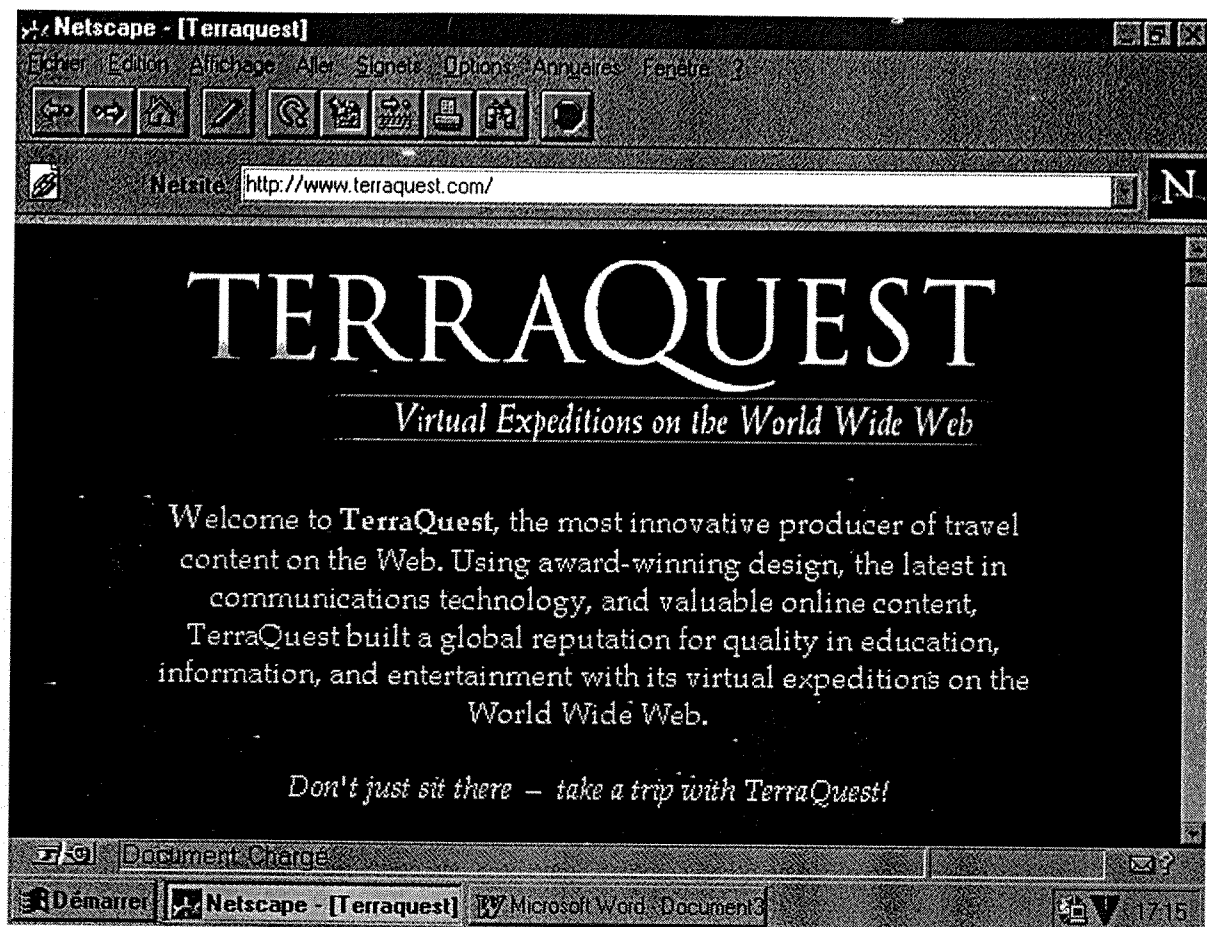 Netscape - [Terraquest]
Fichier Edition Affichage Aller Signets Options Annuaires Fenêtre ?
Netsite: http://www.terraquest.com/
N
TERRAQUEST
Virtual Expeditions on the World Wide Web
Welcome to TerraQuest, the most innovative producer of travel
content on the Web. Using award-winning design, the latest in
communications technology, and valuable online content,
TerraQuest built a global reputation for quality in education,
information, and entertainment with its virtual expeditions on the
World Wide Web.
Don't just sit there – take a trip with TerraQuest!
Document: Chargé
Démarrer Netscape - [Terraquest] Microsoft Word - Document3 17:15